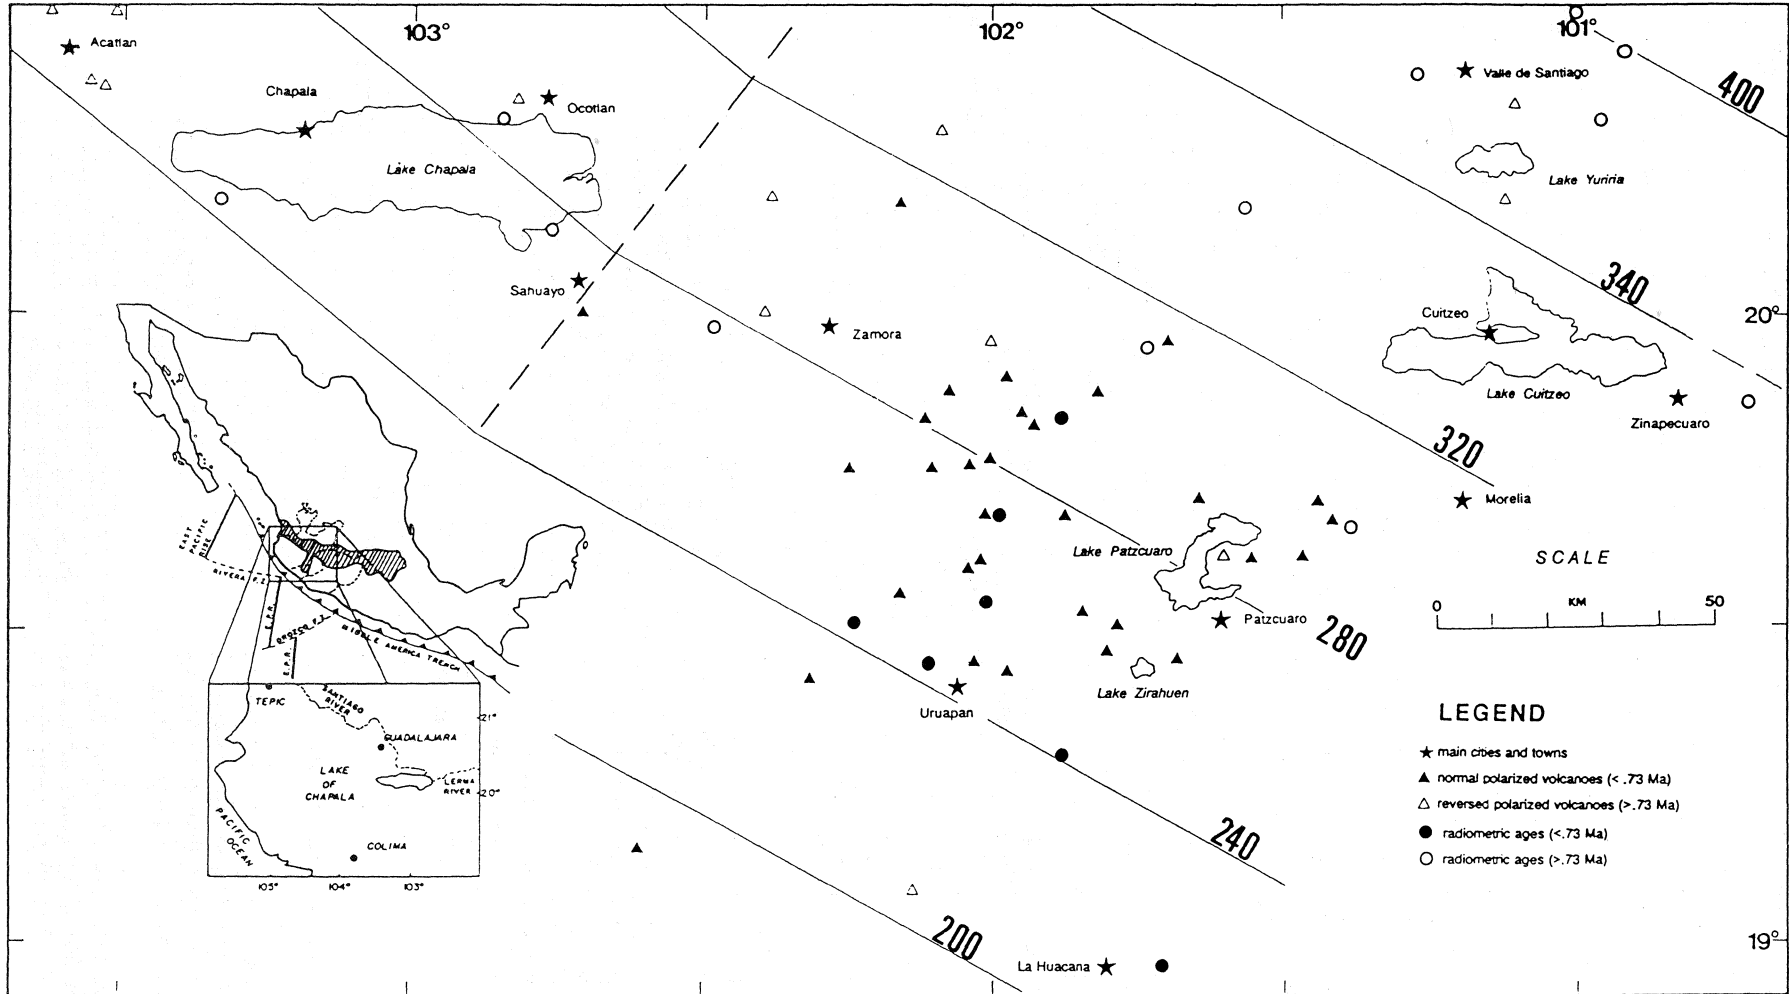 103°
102°
101°
Acatlan
Chapala
Ocotlan
Valle de Santiago
400
Lake Chapala
Lake Yuriria
Sahuayo
Zamora
340
20°
Cuitzeo
Lake Cuitzeo
Zinapecuaro
320
Morelia
Lake Patzcuaro
Patzcuaro
280
SCALE
0 KM 50
Lake Zirahuen
Uruapan
240
200
La Huacana
19°
LEGEND
main cities and towns
normal polarized volcanoes (< .73 Ma)
reversed polarized volcanoes (>.73 Ma)
radiometric ages (<.73 Ma)
radiometric ages (>.73 Ma)
EAST
PACIFIC
RISE
RIVERA F.Z.
E.P.R.
OROZCO F.Z.
E.P.R.
MIDDLE AMERICA TRENCH
TEPIC
SANTIAGO
RIVER
21°
GUADALAJARA
LAKE
OF
CHAPALA
LERMA
RIVER
20°
PACIFIC
OCEAN
COLIMA
105° 104° 103°